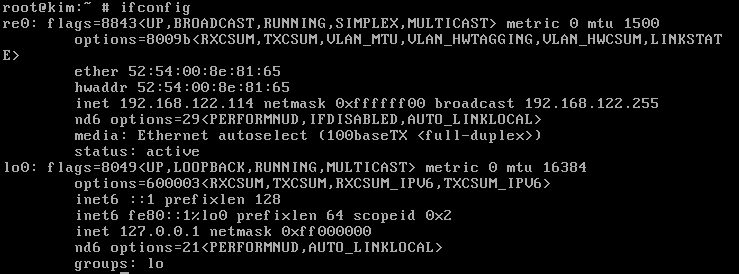 root@kim:~ # ifconfig
re0: flags=8843<UP,BROADCAST,RUNNING,SIMPLEX,MULTICAST> metric 0 mtu 1500
options=8009b<RXCSUM,TXCSUM,VLAN_MTU,VLAN_HWTAGGING,VLAN_HWCSUM,LINKSTAT
E>
ether 52:54:00:8e:81:65
hwaddr 52:54:00:8e:81:65
inet 192.168.122.114 netmask 0xffffff00 broadcast 192.168.122.255
nd6 options=29<PERFORMNUD,IFDISABLED,AUTO_LINKLOCAL>
media: Ethernet autoselect (100baseTX <full-duplex>)
status: active
lo0: flags=8049<UP,LOOPBACK,RUNNING,MULTICAST> metric 0 mtu 16384
options=600003<RXCSUM,TXCSUM,RXCSUM_IPV6,TXCSUM_IPV6>
inet6 ::1 prefixlen 128
inet6 fe80::1%lo0 prefixlen 64 scopeid 0x2
inet 127.0.0.1 netmask 0xff000000
nd6 options=21<PERFORMNUD,AUTO_LINKLOCAL>
groups: lo